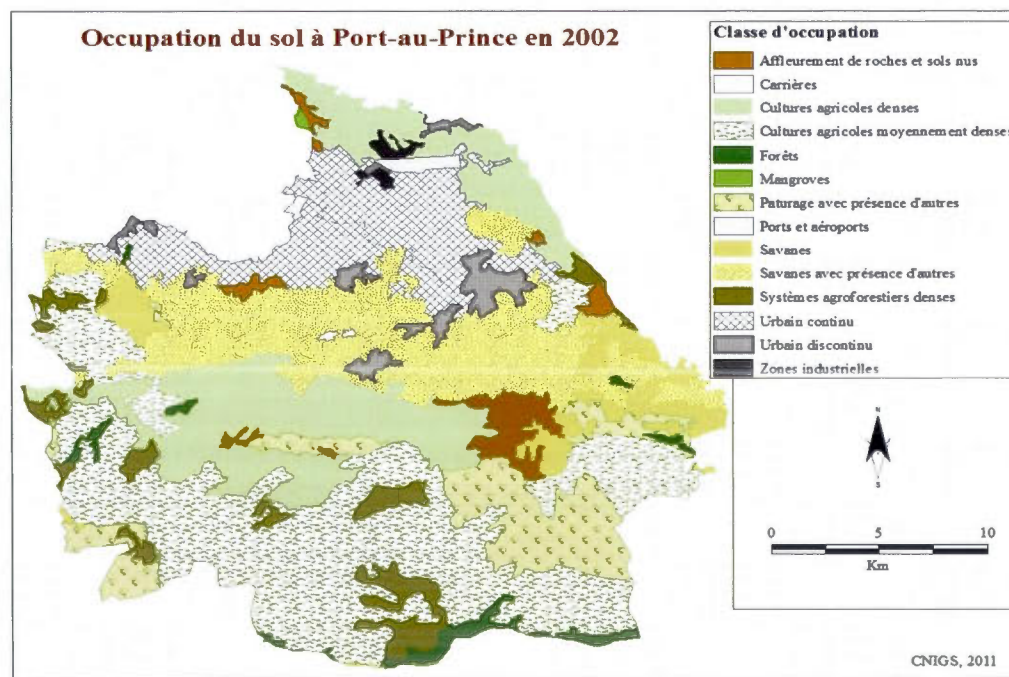 Occupation du sol à Port-au-Prince en 2002
Classe d'occupation
Affleurement de roches et sols nus
Carrières
Cultures agricoles denses
Cultures agricoles moyennement denses
Forêts
Mangroves
Paturage avec présence d'autres
Ports et aéroports
Savanes
Savanes avec présence d'autres
Systèmes agroforestiers denses
Urbain continu
Urbain discontinu
Zones industrielles
N
S
0 5 10
Km
CNIGS, 2011